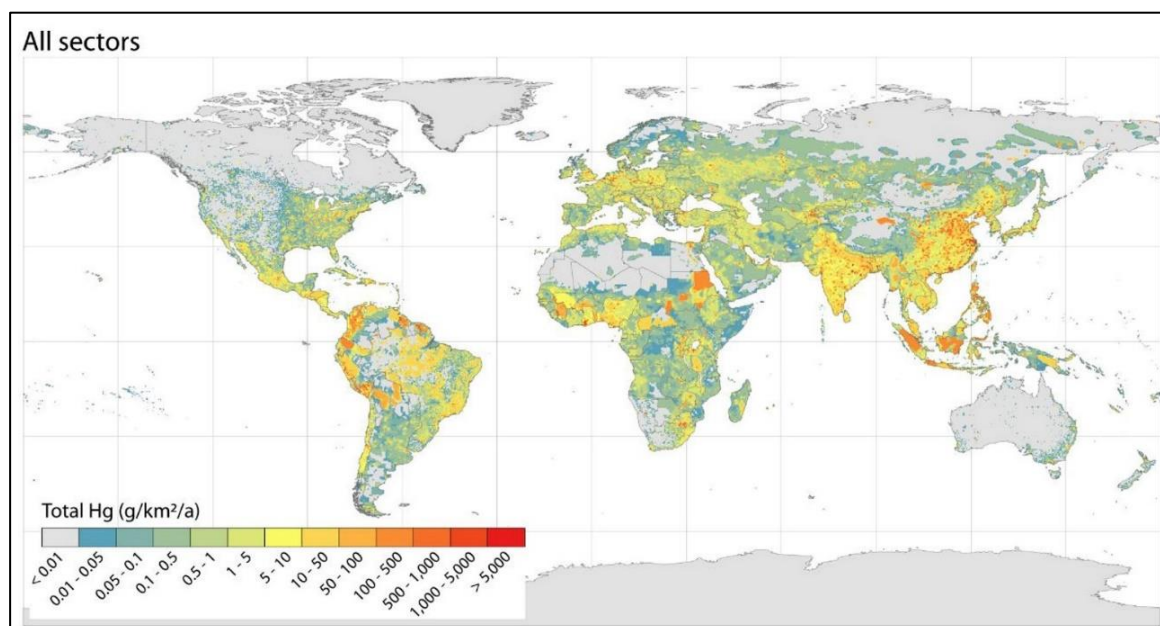 All sectors
Total Hg (g/km²/a)
< 0.01
0.01 - 0.05
0.05 - 0.1
0.1 - 0.5
0.5 - 1
1 - 5
5 - 10
10 - 50
50 - 100
100 - 500
500 - 1,000
1,000 - 5,000
> 5,000